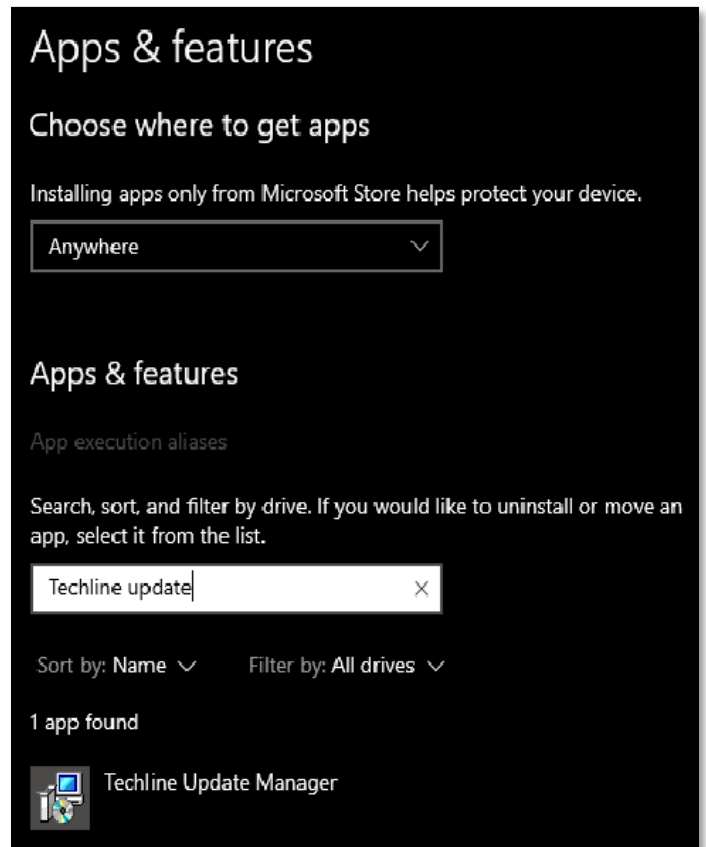 Apps & features
Choose where to get apps
Installing apps only from Microsoft Store helps protect your device.
Anywhere
Apps & features
App execution aliases
Search, sort, and filter by drive. If you would like to uninstall or move an
app, select it from the list.
Techline update
Sort by: Name Filter by: All drives
1 app found
Techline Update Manager